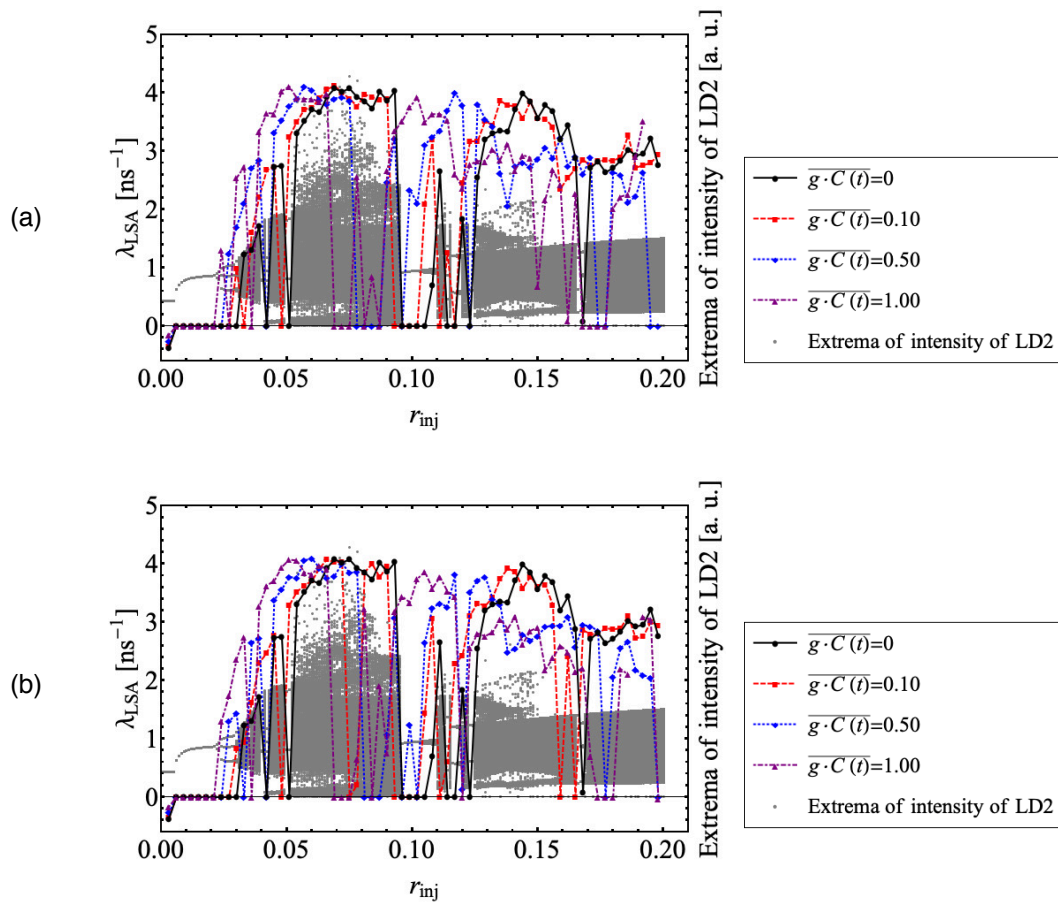 (a)
5
4
3
2
1
0
λLSA [ns⁻¹]
0.00 0.05 0.10 0.15 0.20
rinj
Extrema of intensity of LD2 [a. u.]
g·C(t)=0
g·C(t)=0.10
g·C(t)=0.50
g·C(t)=1.00
Extrema of intensity of LD2
(b)
5
4
3
2
1
0
λLSA [ns⁻¹]
0.00 0.05 0.10 0.15 0.20
rinj
Extrema of intensity of LD2 [a. u.]
g·C(t)=0
g·C(t)=0.10
g·C(t)=0.50
g·C(t)=1.00
Extrema of intensity of LD2